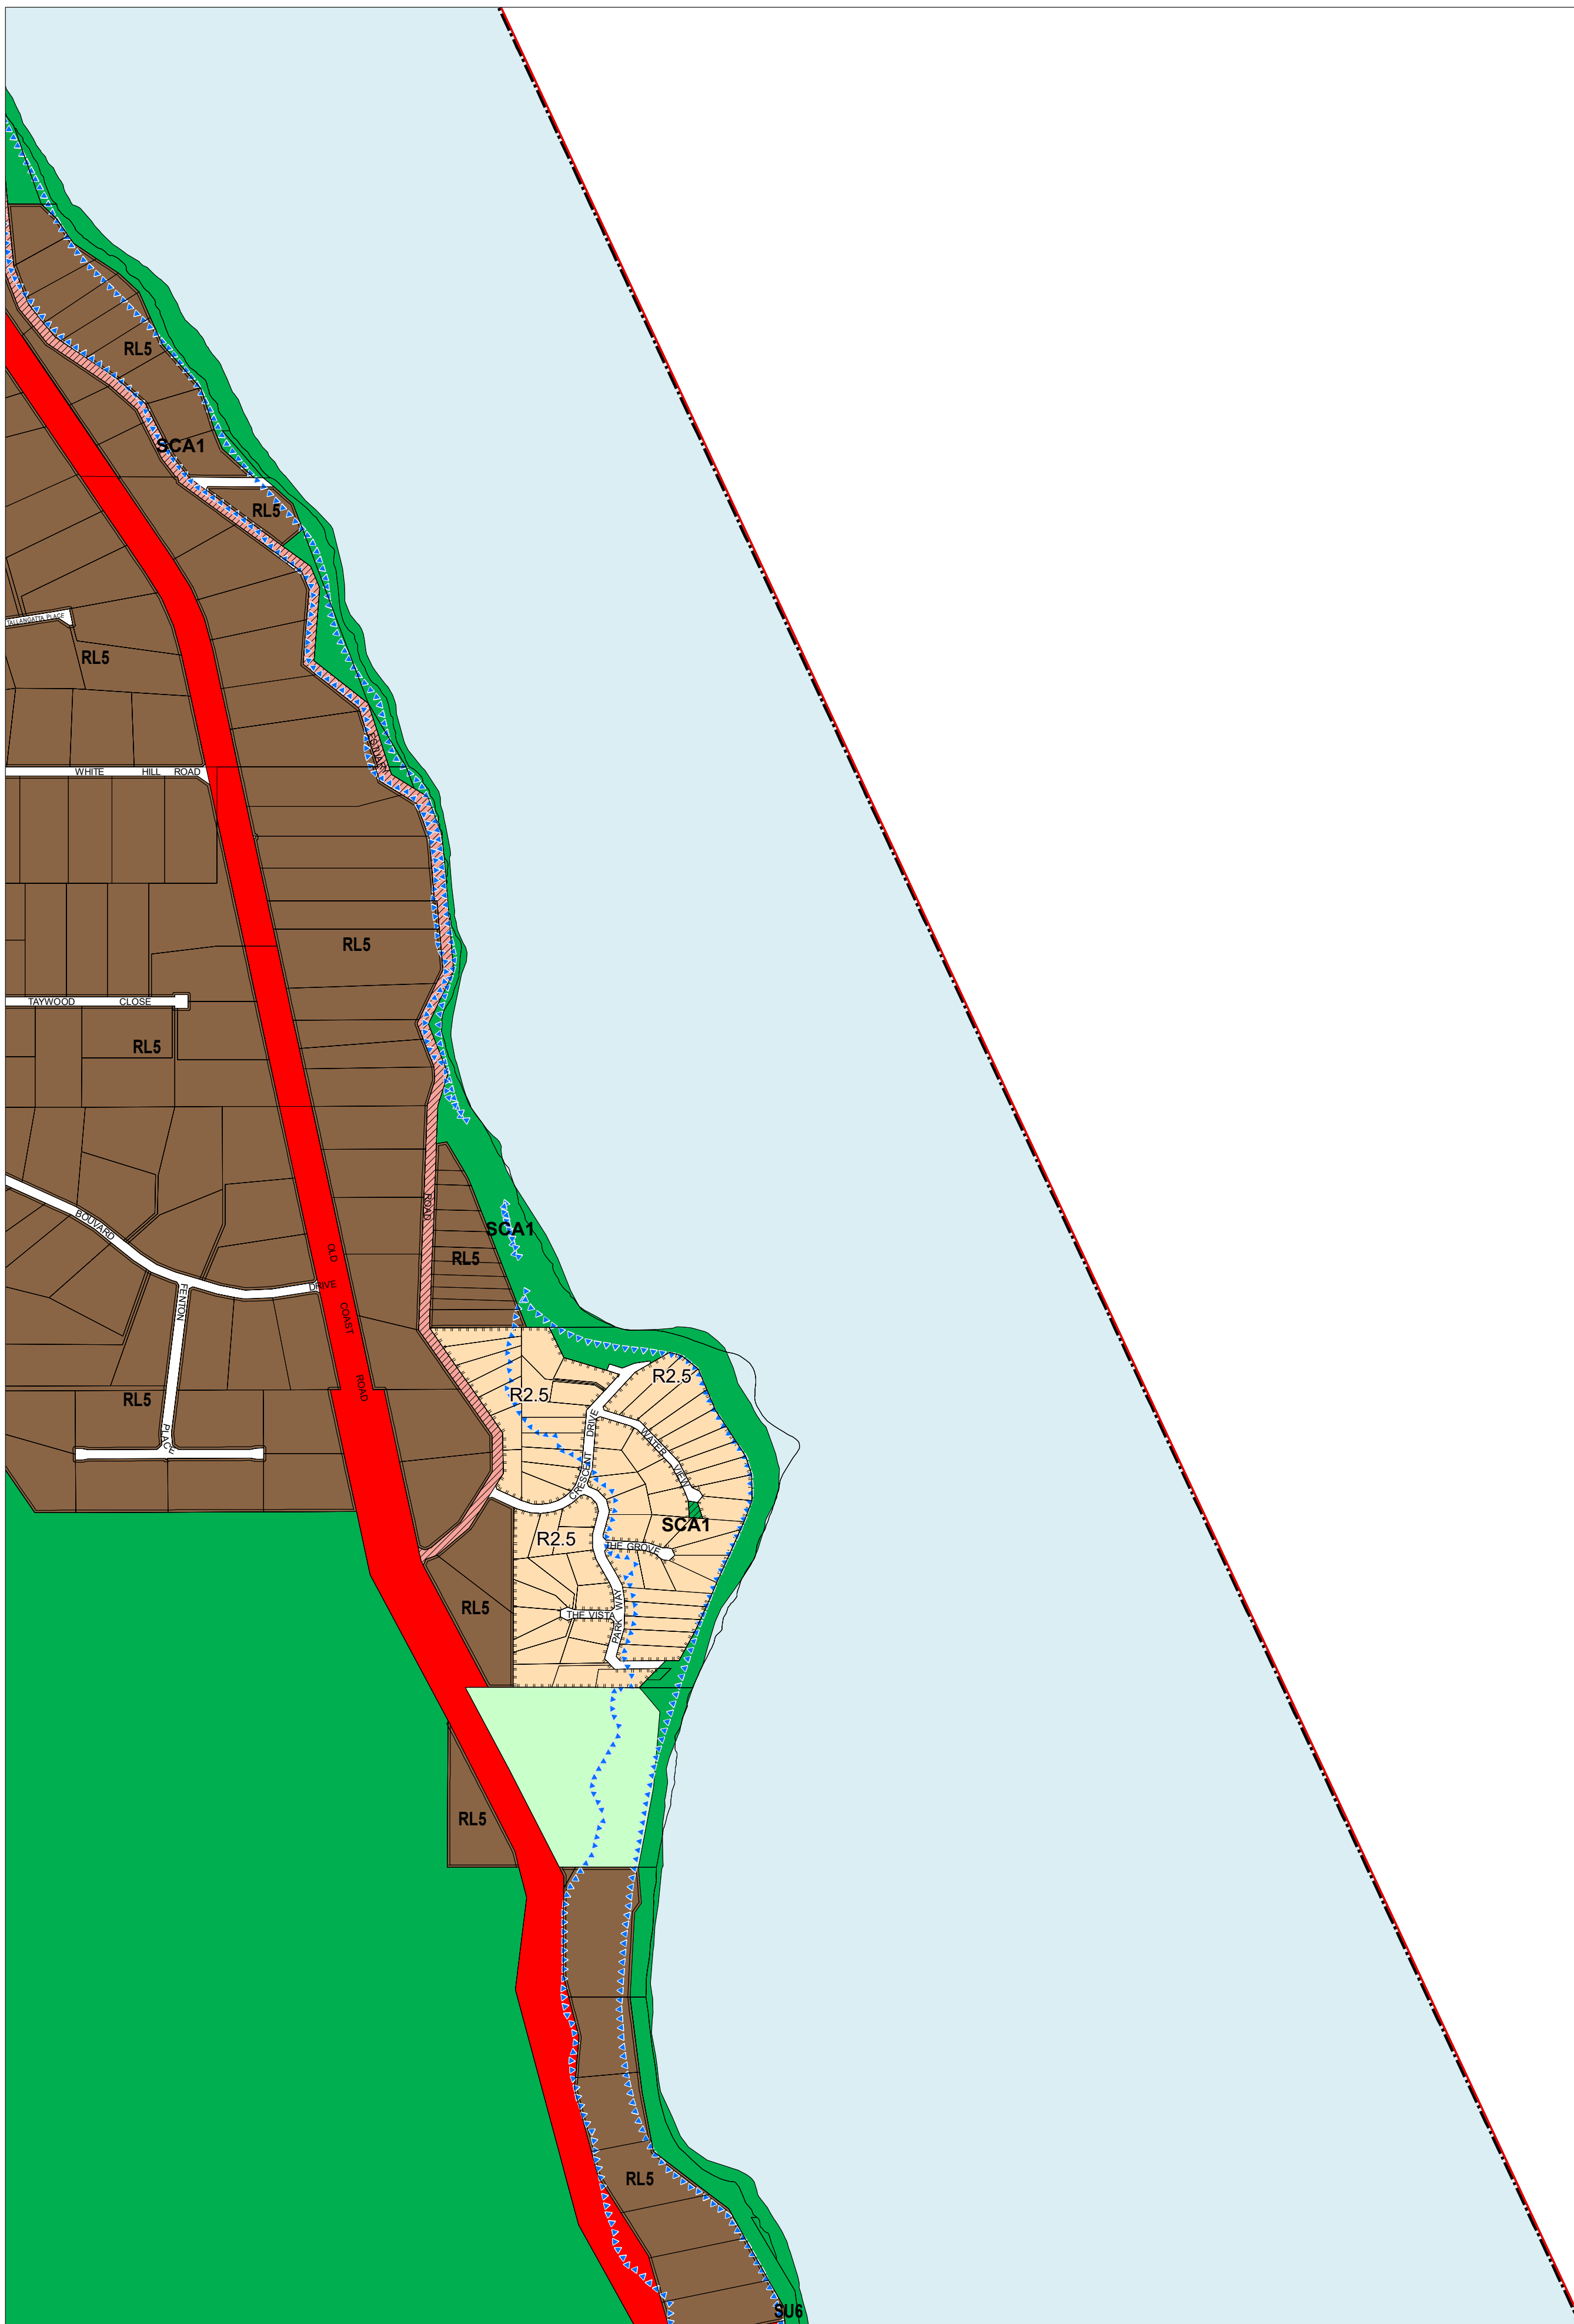 RL5
SCA1
RL5
TALLANGATTA PLACE
RL5
ESTUARY
WHITE HILL ROAD
RL5
TAYWOOD CLOSE
RL5
ROAD
BOUVARD
SCA1
OLD
RL5
DRIVE
FENTON
COAST
R2.5
ROAD
RL5
R2.5
DRIVE
WATER
PLACE
VIEW
CRESCENT
SCA1
R2.5
THE GROVE
RL5
WAY
THE VISTA
PARK
RL5
RL5
SU6